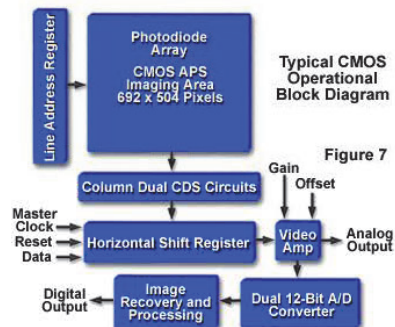 Line Address Register
Photodiode
Array
CMOS APS
Imaging Area
692 x 504 Pixels
Typical CMOS
Operational
Block Diagram
Figure 7
Column Dual CDS Circuits
Gain
Offset
Master
Clock
Reset
Data
Horizontal Shift Register
Video
Amp
Analog
Output
Digital
Output
Image
Recovery and
Processing
Dual 12-Bit A/D
Converter